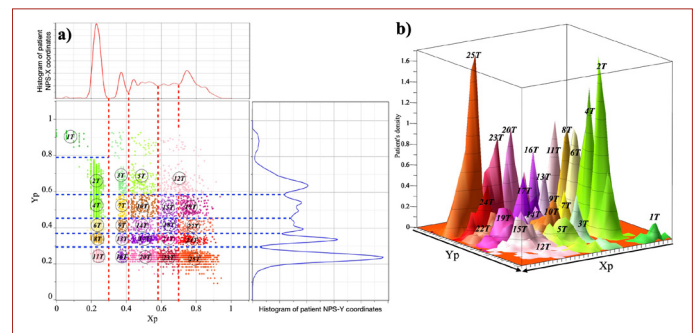 a)
Histogram of patient
NPS-X coordinates
1
0.8
0.6
0.4
0.2
0
Yp
1T
2T
3T
5T
12T
4T
7T
6T
9T
14T
8T
11T
0 0.2 0.4 0.6 0.8 1
Xp
Histogram of patient NPS-Y coordinates
b)
1.6
1.4
1.2
1
0.8
0.6
0.4
0.2
0
Patient's density
25T
23T
20T
16T
11T
8T
6T
4T
2T
13T
9T
10T
7T
19T
15T
12T
5T
3T
1T
22T
Yp
Xp